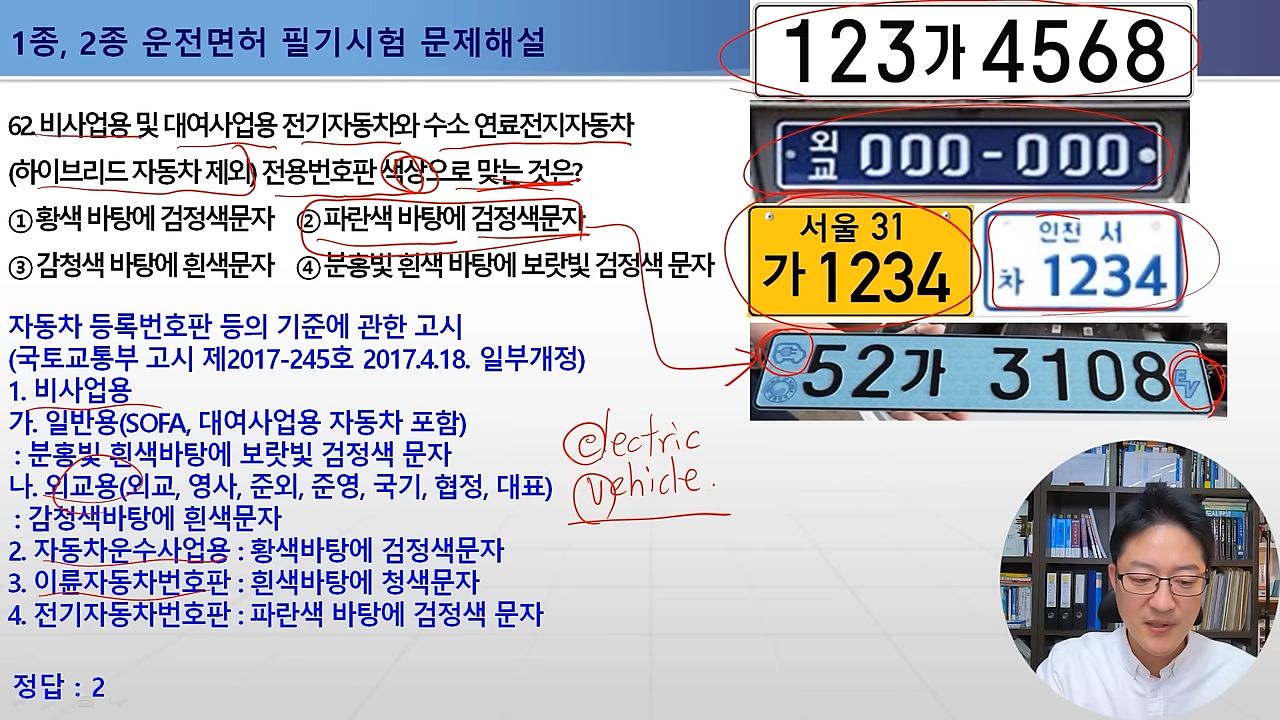 1종, 2종 운전면허 필기시험 문제해설
62. 비사업용 및 대여사업용 전기자동차와 수소 연료전지자동차
(하이브리드 자동차 제외) 전용번호판 색상으로 맞는 것은?
① 황색 바탕에 검정색문자 ② 파란색 바탕에 검정색문자
③ 감청색 바탕에 흰색문자 ④ 분홍빛 흰색 바탕에 보랏빛 검정색 문자
자동차 등록번호판 등의 기준에 관한 고시
(국토교통부 고시 제2017-245호 2017.4.18. 일부개정)
1. 비사업용
가. 일반용(SOFA, 대여사업용 자동차 포함)
: 분홍빛 흰색바탕에 보랏빛 검정색 문자
나. 외교용(외교, 영사, 준외, 준영, 국기, 협정, 대표)
: 감청색바탕에 흰색문자
2. 자동차운수사업용 : 황색바탕에 검정색문자
3. 이륜자동차번호판 : 흰색바탕에 청색문자
4. 전기자동차번호판 : 파란색 바탕에 검정색 문자
정답 : 2
123가 4568
외교 000-000
서울 31
가 1234
인천 서
차 1234
52가 3108 EV
electric
vehicle.